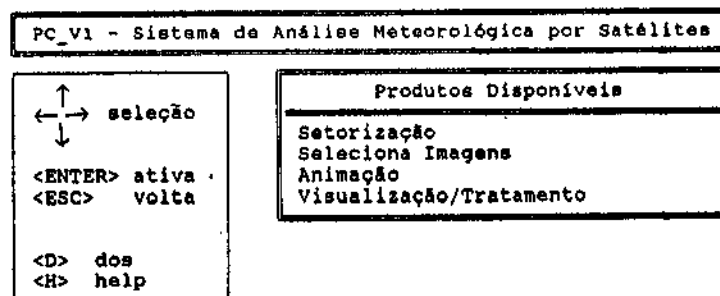 PC_V1 - Sistema de Análise Meteorológica por Satélites
seleção
<ENTER> ativa
<ESC> volta
<D> dos
<H> help
Produtos Disponíveis
Setorização
Seleciona Imagens
Animação
Visualização/Tratamento